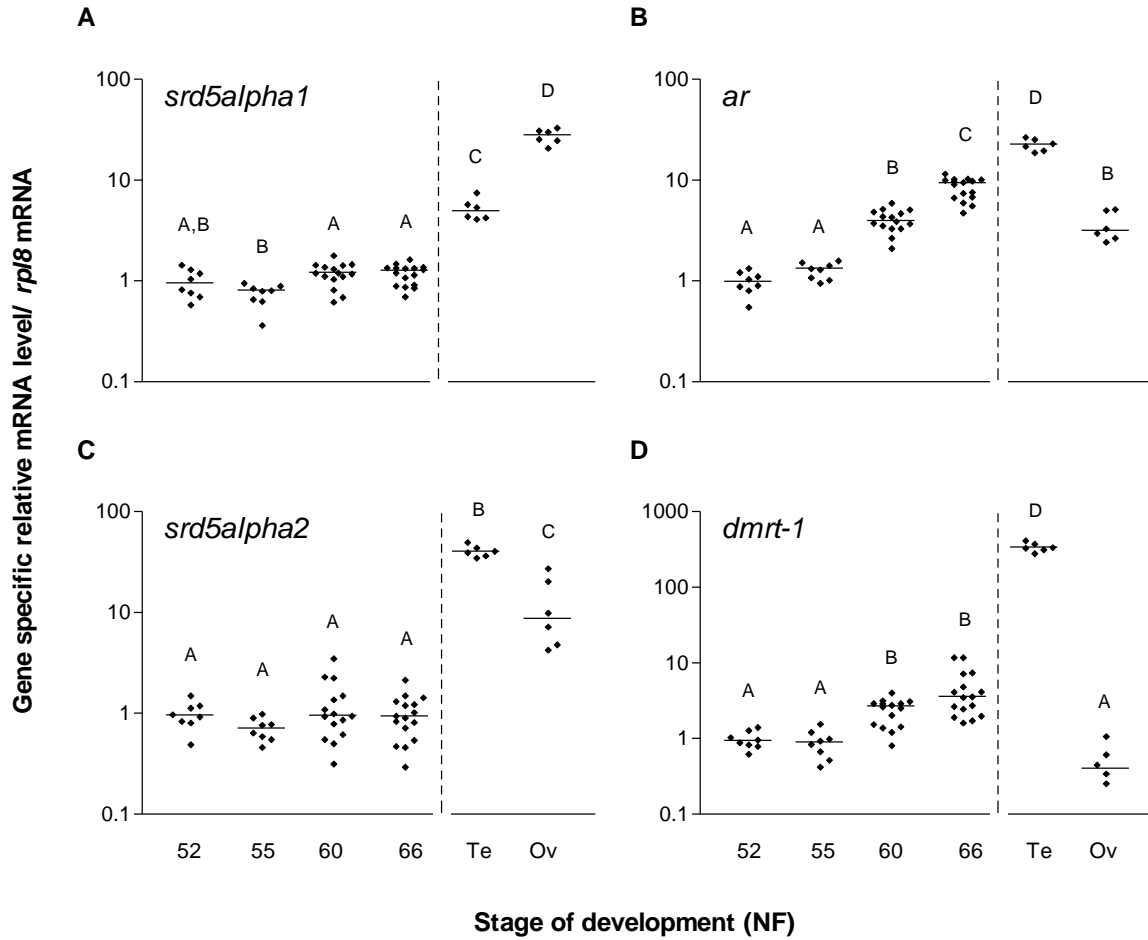 Gene specific relative mRNA level/ rpl8 mRNA
A
srd5alpha1
100
10
1
0.1
A,B
B
A
A
C
D
B
ar
100
10
1
0.1
A
A
B
C
D
B
C
srd5alpha2
100
10
1
0.1
A
A
A
A
B
C
52 55 60 66 Te Ov
D
dmrt-1
1000
100
10
1
0.1
A
A
B
B
D
A
52 55 60 66 Te Ov
Stage of development (NF)